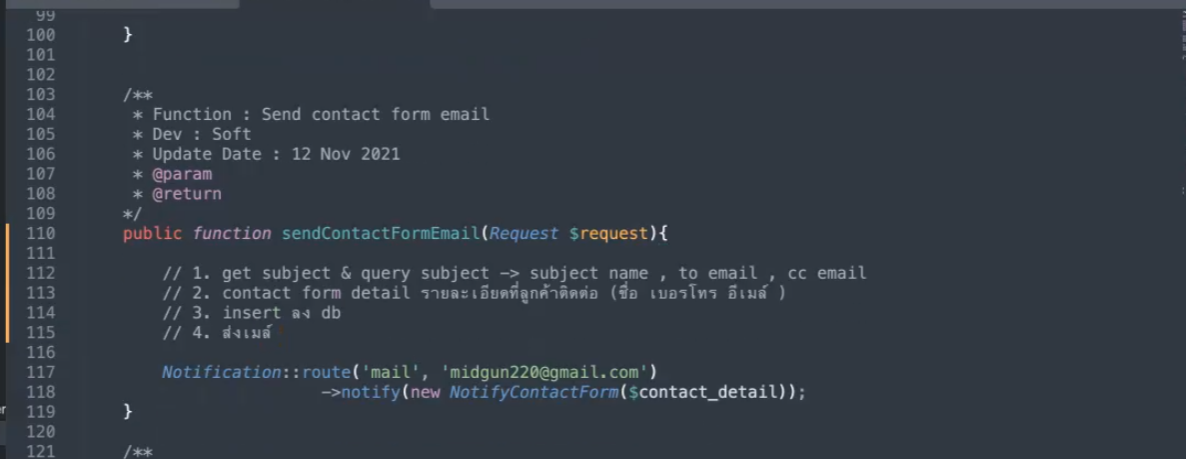 99
100 }
101
102
103 /**
104 * Function : Send contact form email
105 * Dev : Soft
106 * Update Date : 12 Nov 2021
107 * @param
108 * @return
109 */
110 public function sendContactFormEmail(Request $request){
111
112 // 1. get subject & query subject -> subject name , to email , cc email
113 // 2. contact form detail รายละเอียดที่ลูกค้าติดต่อ (ชื่อ เบอรโทร อีเมล์ )
114 // 3. insert ลง db
115 // 4. ส่งเมล์
116
117 Notification::route('mail', 'midgun220@gmail.com')
118 ->notify(new NotifyContactForm($contact_detail));
119 }
120
121 /**